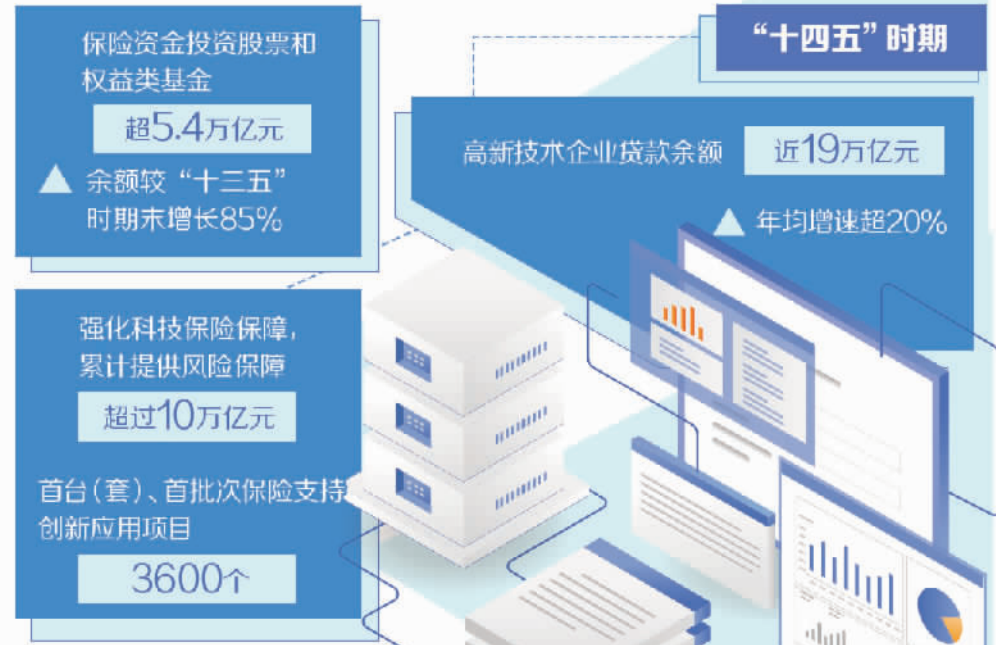 “十四五”时期
保险资金投资股票和
权益类基金
超5.4万亿元
余额较“十三五”
时期末增长85%
高新技术企业贷款余额
近19万亿元
年均增速超20%
强化科技保险保障,
累计提供风险保障
超过10万亿元
首台(套)、首批次保险支持
创新应用项目
3600个